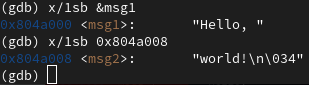 (gdb) x/1sb &msg1
0x804a000 <msg1>:        "Hello, "
(gdb) x/1sb 0x804a008
0x804a008 <msg2>:        "world!\n\034"
(gdb)